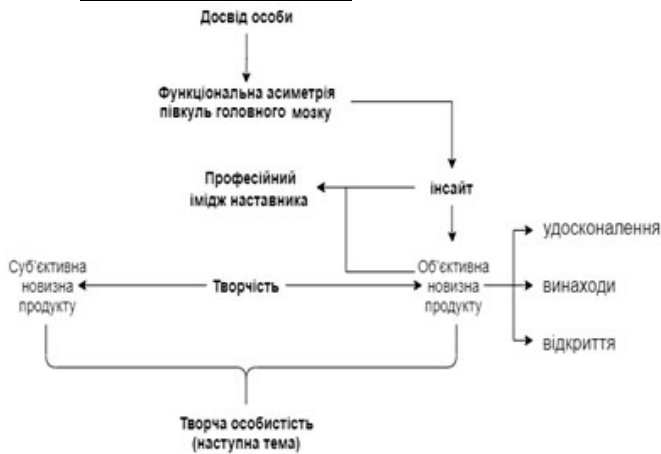 Досвід особи
Функціональна асиметрія
півкуль головного мозку
Професійний
імідж наставника
інсайт
удосконалення
Суб'єктивна
новизна
продукту
Творчість
Об'єктивна
новизна
продукту
винаходи
відкриття
Творча особистість
(наступна тема)